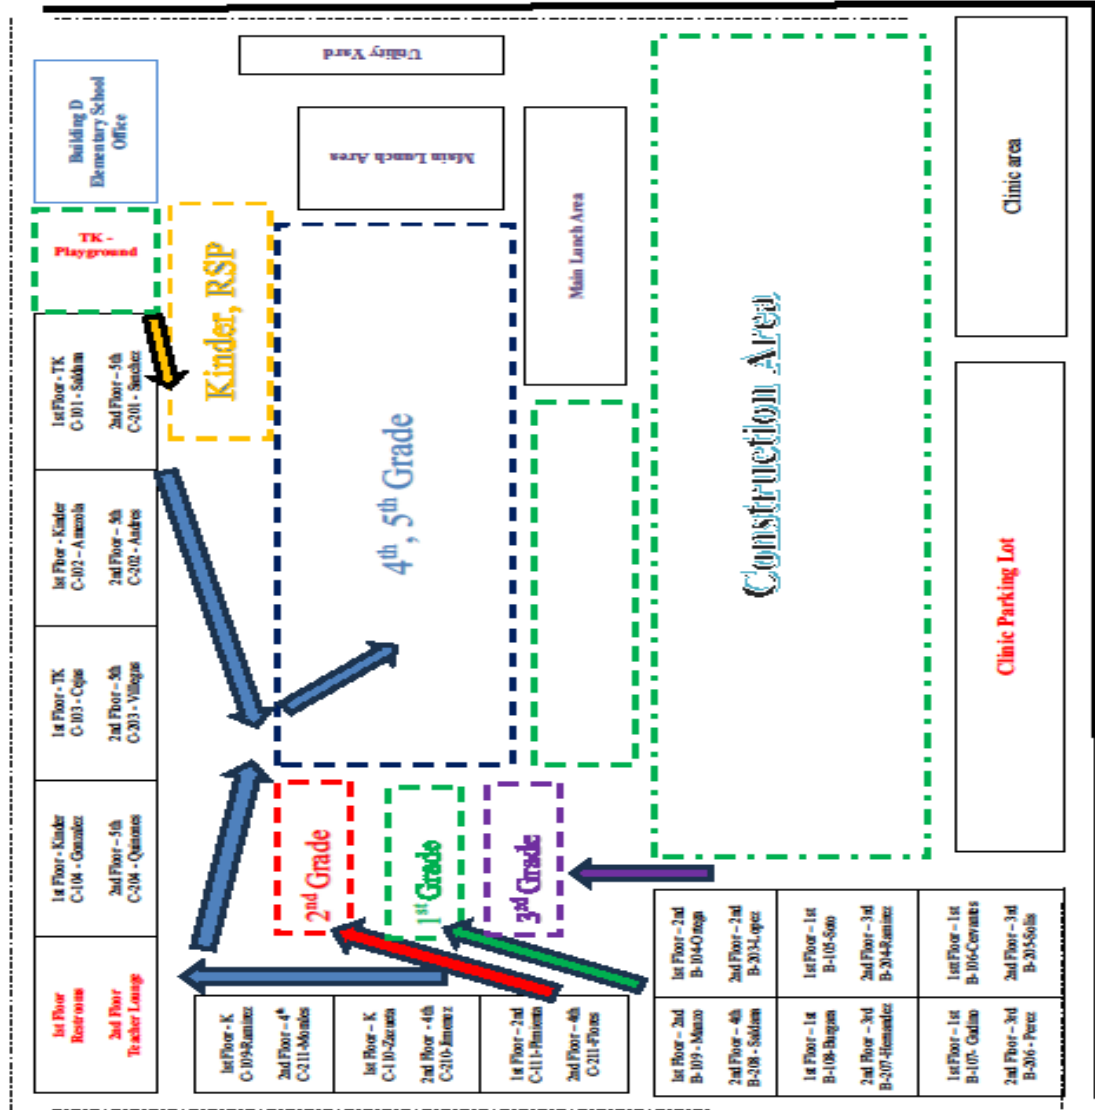 Utility Yard
Building D
Elementary School
Office
Main Lunch Area
Main Lunch Area
Clinic area
TK -
Playground
Kinder, RSP
4th, 5th Grade
Construction Area
Clinic Parking Lot
1st Floor - TK
C-101 - Saldana
2nd Floor – 5th
C-201 - Sanchez
1st Floor - Kinder
C-102 – Amezola
2nd Floor – 5th
C-202 - Andres
1st Floor - TK
C-103 - Cejas
2nd Floor – 5th
C-203 - Villegas
1st Floor - Kinder
C-104 - Gonzalez
2nd Floor – 5th
C-204 - Quinones
1st Floor
Restrooms
2nd Floor
Teacher Lounge
2nd Grade
1st Grade
3rd Grade
1st Floor - K
C-109-Ramirez
2nd Floor – 4th
C-211-Morales
1st Floor – K
C-110-Zazueta
2nd Floor - 4th
C-210-Jimenez
1st Floor – 2nd
C-111-Pimienta
2nd Floor – 4th
C-211-Flores
1st Floor – 2nd
B-104-Ortega
2nd Floor – 2nd
B-203-Lopez
1st Floor – 1st
B-105-Soto
2nd Floor – 3rd
B-204-Ramirez
1stt Floor – 1st
B-106-Cervantes
2nd Floor – 3rd
B-205-Solis
1st Floor – 2nd
B-109 - Manzo
2nd Floor – 4th
B-208 - Saldana
1st Floor – 1st
B-108-Barragan
2nd Floor – 3rd
B-207-Hernandez
1st Floor – 1st
B-107- Gudino
2nd Floor – 3rd
B-206 - Perez